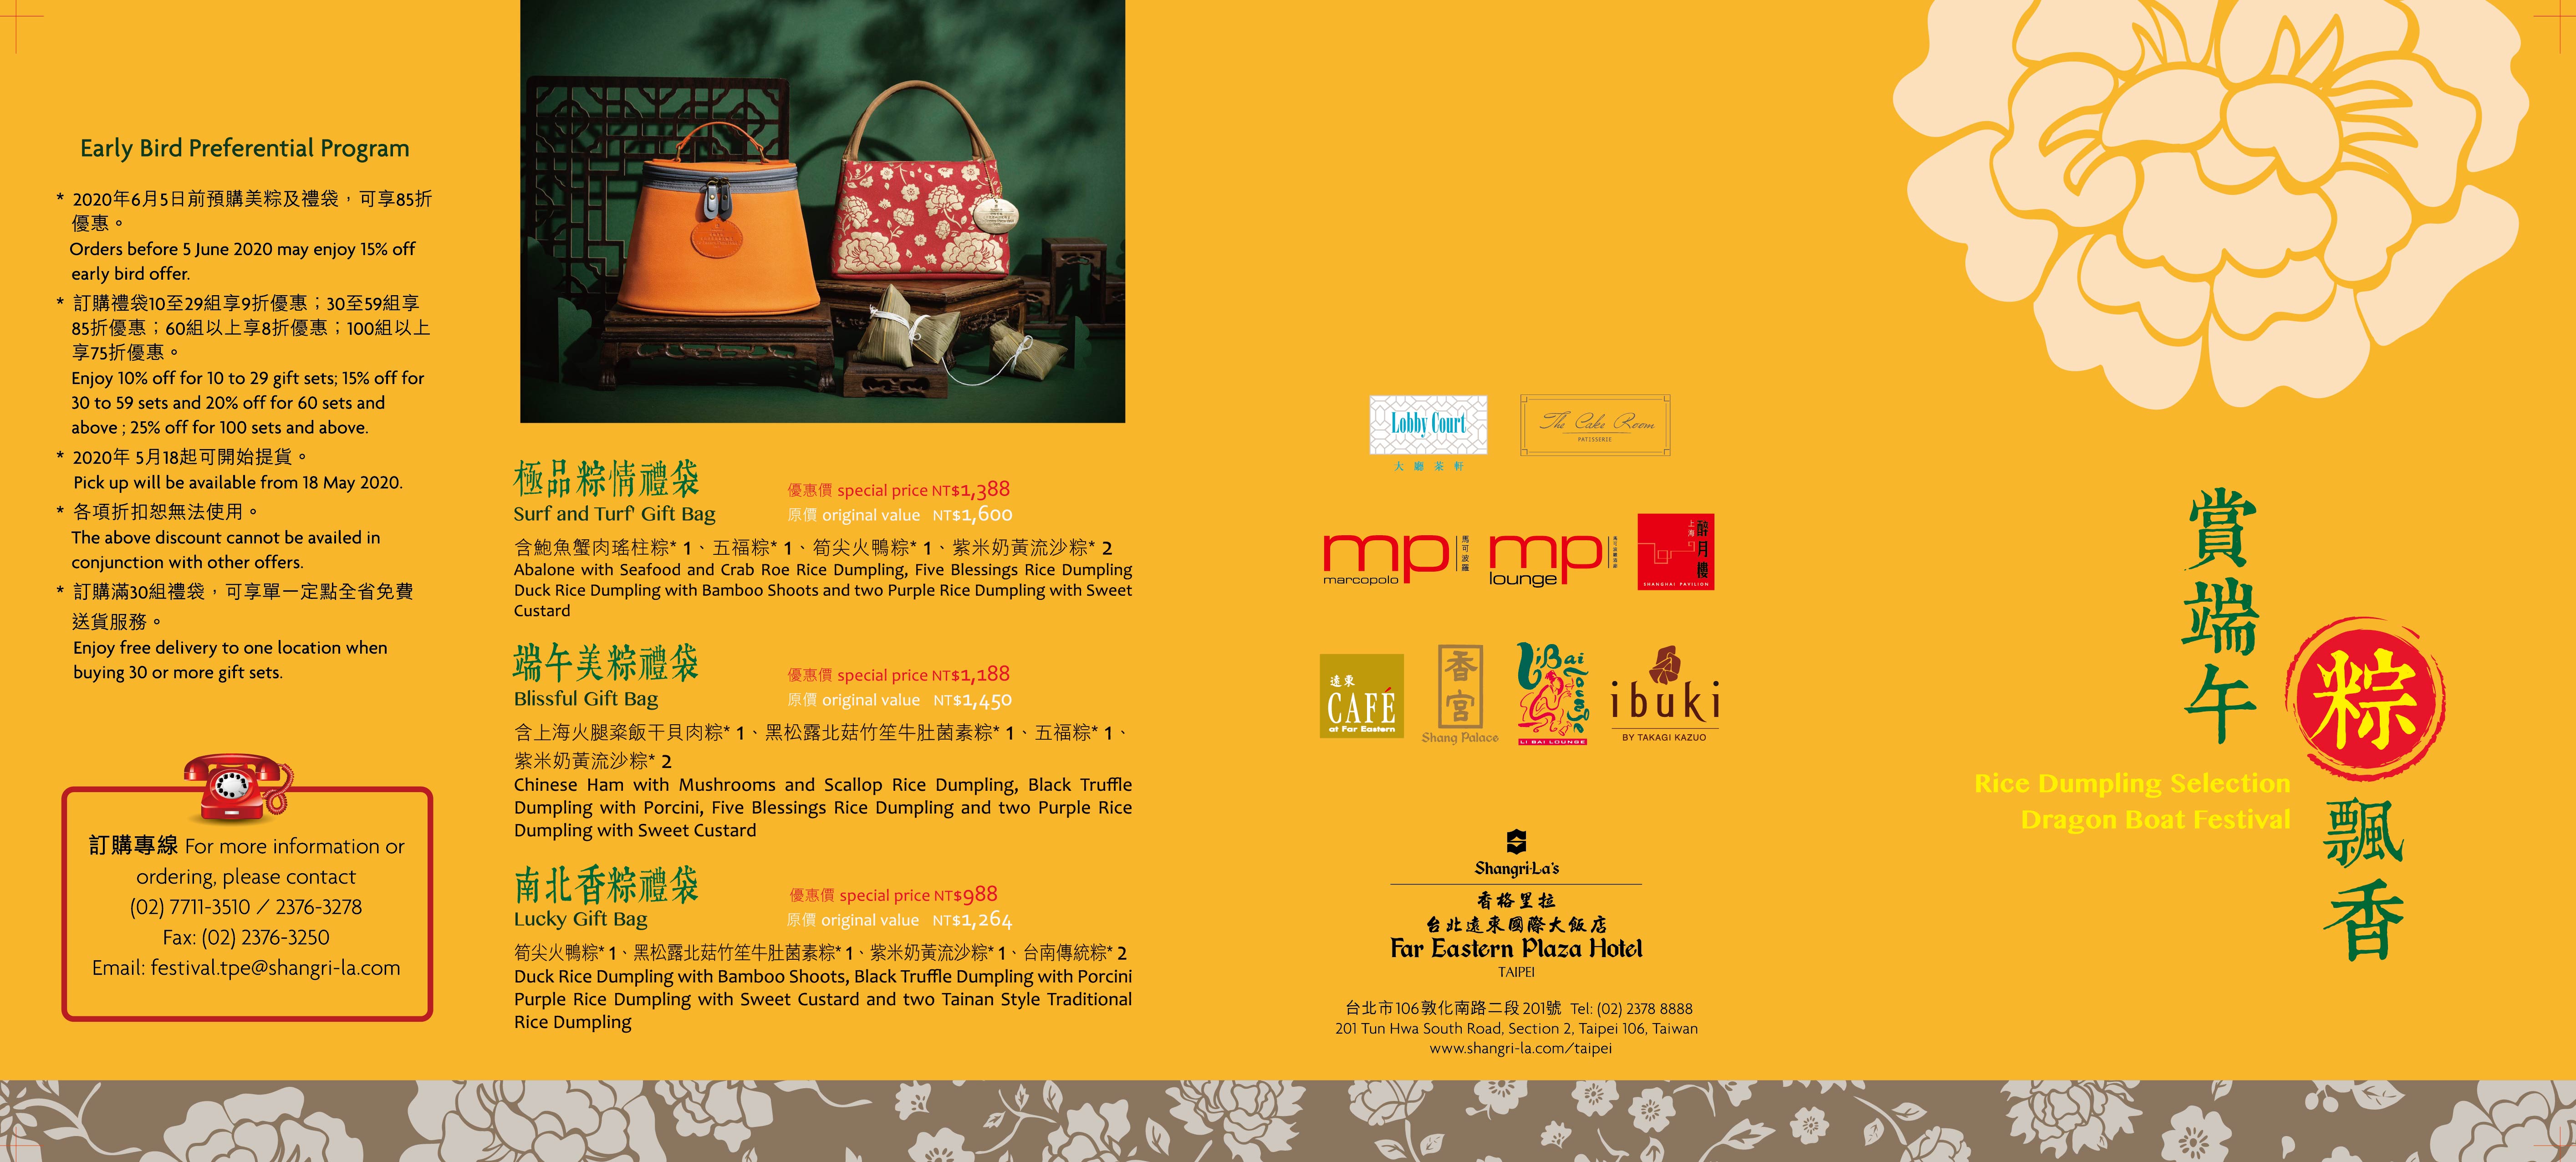 Early Bird Preferential Program
* 2020年6月5日前預購美粽及禮袋，可享85折
優惠。
Orders before 5 June 2020 may enjoy 15% off
early bird offer.
* 訂購禮袋10至29組享9折優惠；30至59組享
85折優惠；60組以上享8折優惠；100組以上
享75折優惠。
Enjoy 10% off for 10 to 29 gift sets; 15% off for
30 to 59 sets and 20% off for 60 sets and
above ; 25% off for 100 sets and above.
* 2020年 5月18起可開始提貨。
Pick up will be available from 18 May 2020.
* 各項折扣恕無法使用。
The above discount cannot be availed in
conjunction with other offers.
* 訂購滿30組禮袋，可享單一定點全省免費
送貨服務。
Enjoy free delivery to one location when
buying 30 or more gift sets.
訂購專線 For more information or
ordering, please contact
(02) 7711-3510 / 2376-3278
Fax: (02) 2376-3250
Email: festival.tpe@shangri-la.com
極品粽情禮袋
Surf and Turf Gift Bag
優惠價 special price NT$1,388
原價 original value NT$1,600
含鮑魚蟹肉瑤柱粽* 1、五福粽* 1、筍尖火鴨粽* 1、紫米奶黃流沙粽* 2
Abalone with Seafood and Crab Roe Rice Dumpling, Five Blessings Rice Dumpling
Duck Rice Dumpling with Bamboo Shoots and two Purple Rice Dumpling with Sweet
Custard
端午美粽禮袋
Blissful Gift Bag
優惠價 special price NT$1,188
原價 original value NT$1,450
含上海火腿粢飯干貝肉粽* 1、黑松露北菇竹笙牛肚菌素粽* 1、五福粽* 1、
紫米奶黃流沙粽* 2
Chinese Ham with Mushrooms and Scallop Rice Dumpling, Black Truffle
Dumpling with Porcini, Five Blessings Rice Dumpling and two Purple Rice
Dumpling with Sweet Custard
南北香粽禮袋
Lucky Gift Bag
優惠價 special price NT$988
原價 original value NT$1,264
筍尖火鴨粽* 1、黑松露北菇竹笙牛肚菌素粽* 1、紫米奶黃流沙粽* 1、台南傳統粽* 2
Duck Rice Dumpling with Bamboo Shoots, Black Truffle Dumpling with Porcini
Purple Rice Dumpling with Sweet Custard and two Tainan Style Traditional
Rice Dumpling
Lobby Court
大廳茶軒
The Cake Room
PATISSERIE
mp
marcopolo
馬可波羅
mp
lounge
上海
醉月樓
SHANGHAI PAVILION
遠東
CAFÉ
at Far Eastern
香宮
Shang Palace
Li Bai Lounge
LI BAI LOUNGE
ibuki
BY TAKAGI KAZUO
Shangri-La's
香格里拉
台北遠東國際大飯店
Far Eastern Plaza Hotel
TAIPEI
台北市106敦化南路二段201號 Tel: (02) 2378 8888
201 Tun Hwa South Road, Section 2, Taipei 106, Taiwan
www.shangri-la.com/taipei
賞端午
粽飄香
Rice Dumpling Selection
Dragon Boat Festival